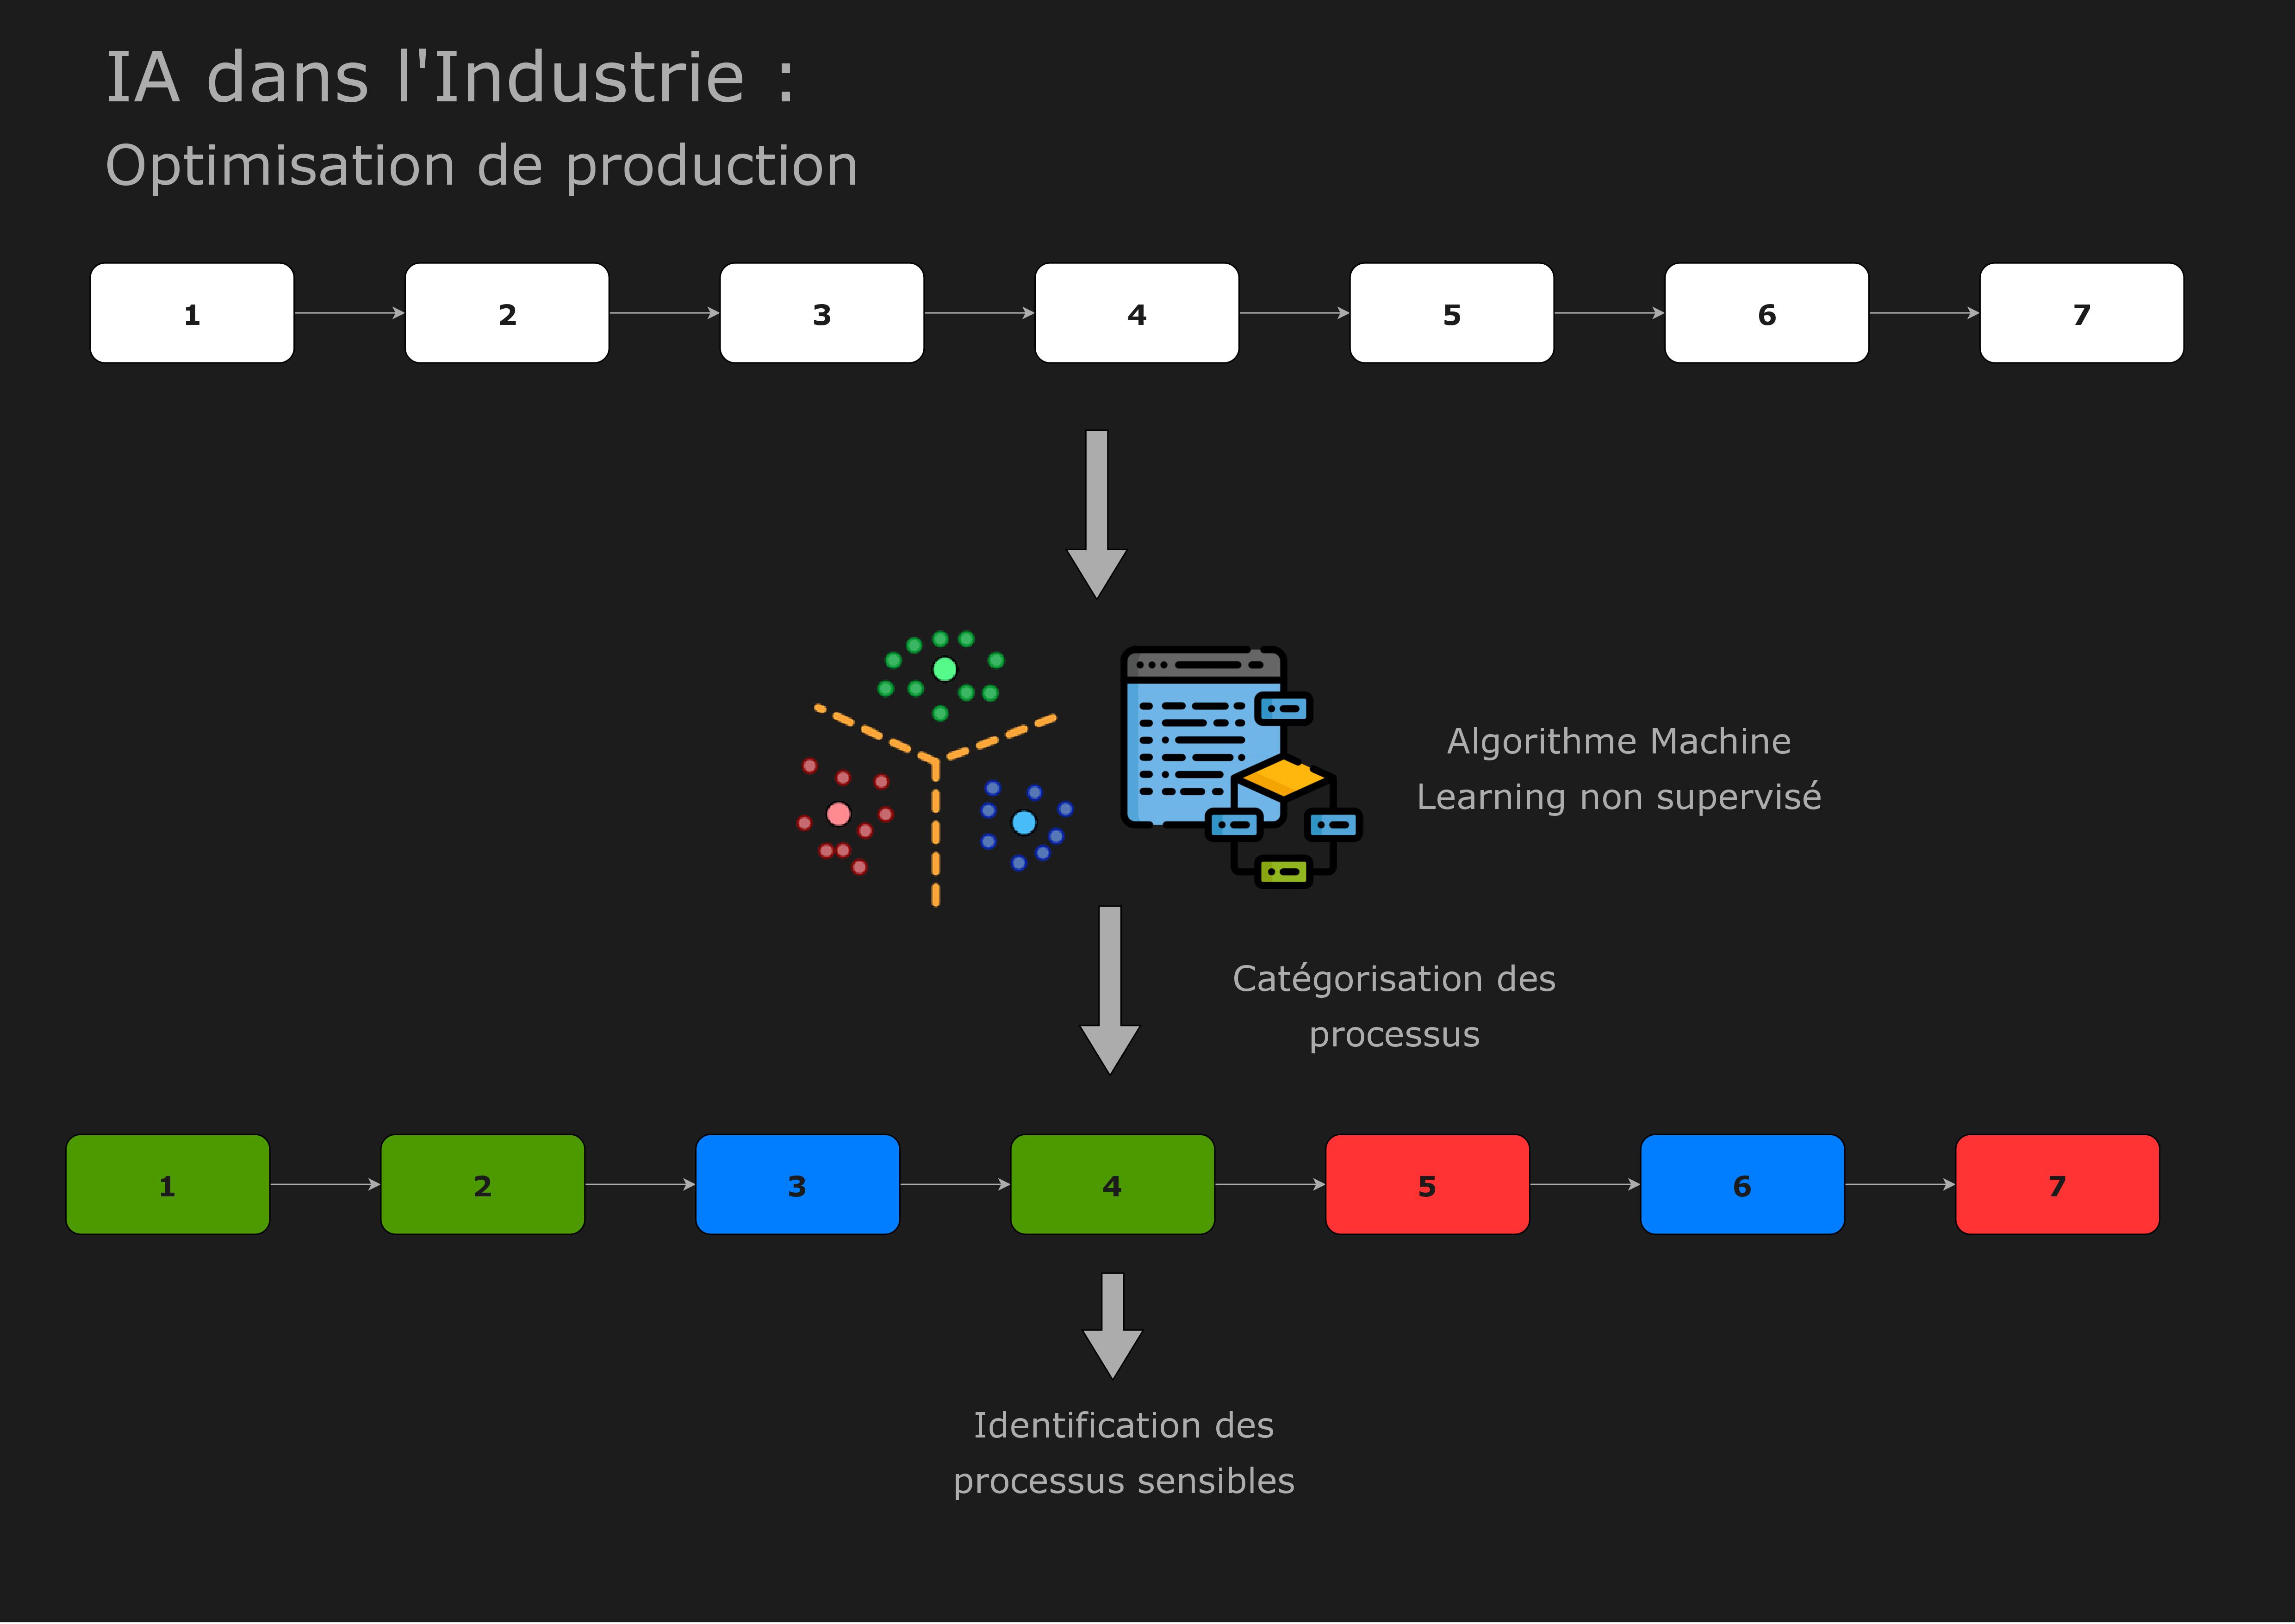 IA dans l'Industrie :
Optimisation de production
1
2
3
4
5
6
7
Algorithme Machine
Learning non supervisé
Catégorisation des
processus
1
2
3
4
5
6
7
Identification des
processus sensibles